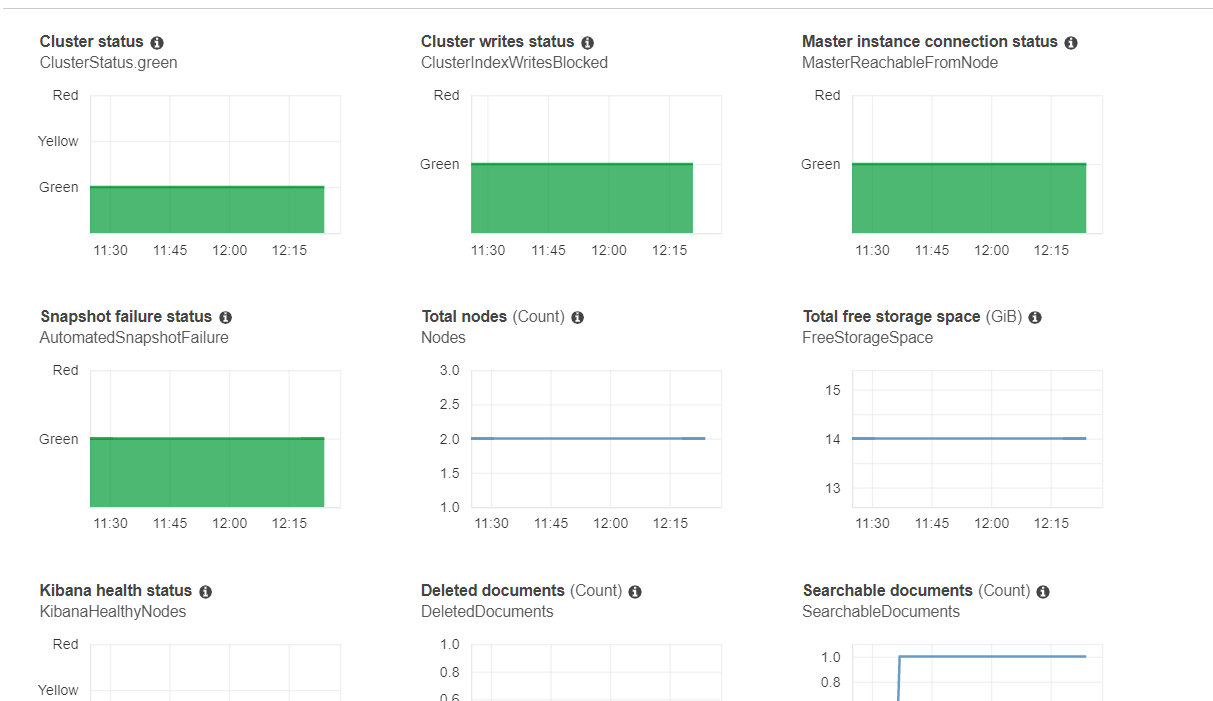 Cluster status
ClusterStatus.green
Red
Yellow
Green
11:30 11:45 12:00 12:15
Cluster writes status
ClusterIndexWritesBlocked
Red
Green
11:30 11:45 12:00 12:15
Master instance connection status
MasterReachableFromNode
Red
Green
11:30 11:45 12:00 12:15
Snapshot failure status
AutomatedSnapshotFailure
Red
Green
11:30 11:45 12:00 12:15
Total nodes (Count)
Nodes
3.0
2.5
2.0
1.5
1.0
11:30 11:45 12:00 12:15
Total free storage space (GiB)
FreeStorageSpace
15
14
13
11:30 11:45 12:00 12:15
Kibana health status
KibanaHealthyNodes
Red
Yellow
Deleted documents (Count)
DeletedDocuments
1.0
0.8
0.6
Searchable documents (Count)
SearchableDocuments
1.0
0.8